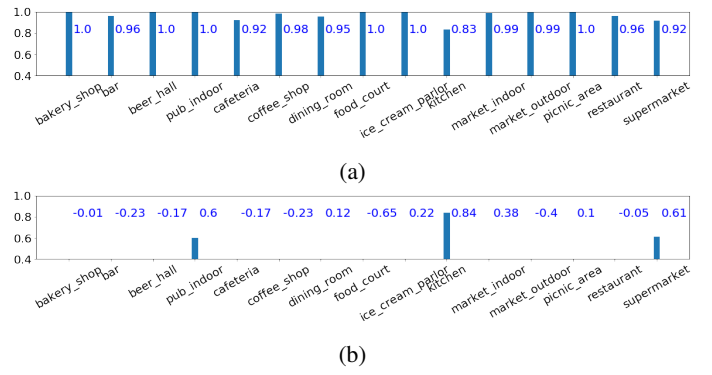 1.0
0.8
0.6
0.4
1.0 0.96 1.0 1.0 0.92 0.98 0.95 1.0 1.0 0.83 0.99 0.99 1.0 0.96 0.92
bakery_shop bar beer_hall pub_indoor cafeteria coffee_shop dining_room food_court ice_cream_parlor kitchen market_indoor market_outdoor picnic_area restaurant supermarket
(a)
1.0
0.8
0.6
0.4
-0.01 -0.23 -0.17 0.6 -0.17 -0.23 0.12 -0.65 0.22 0.84 0.38 -0.4 0.1 -0.05 0.61
bakery_shop bar beer_hall pub_indoor cafeteria coffee_shop dining_room food_court ice_cream_parlor kitchen market_indoor market_outdoor picnic_area restaurant supermarket
(b)